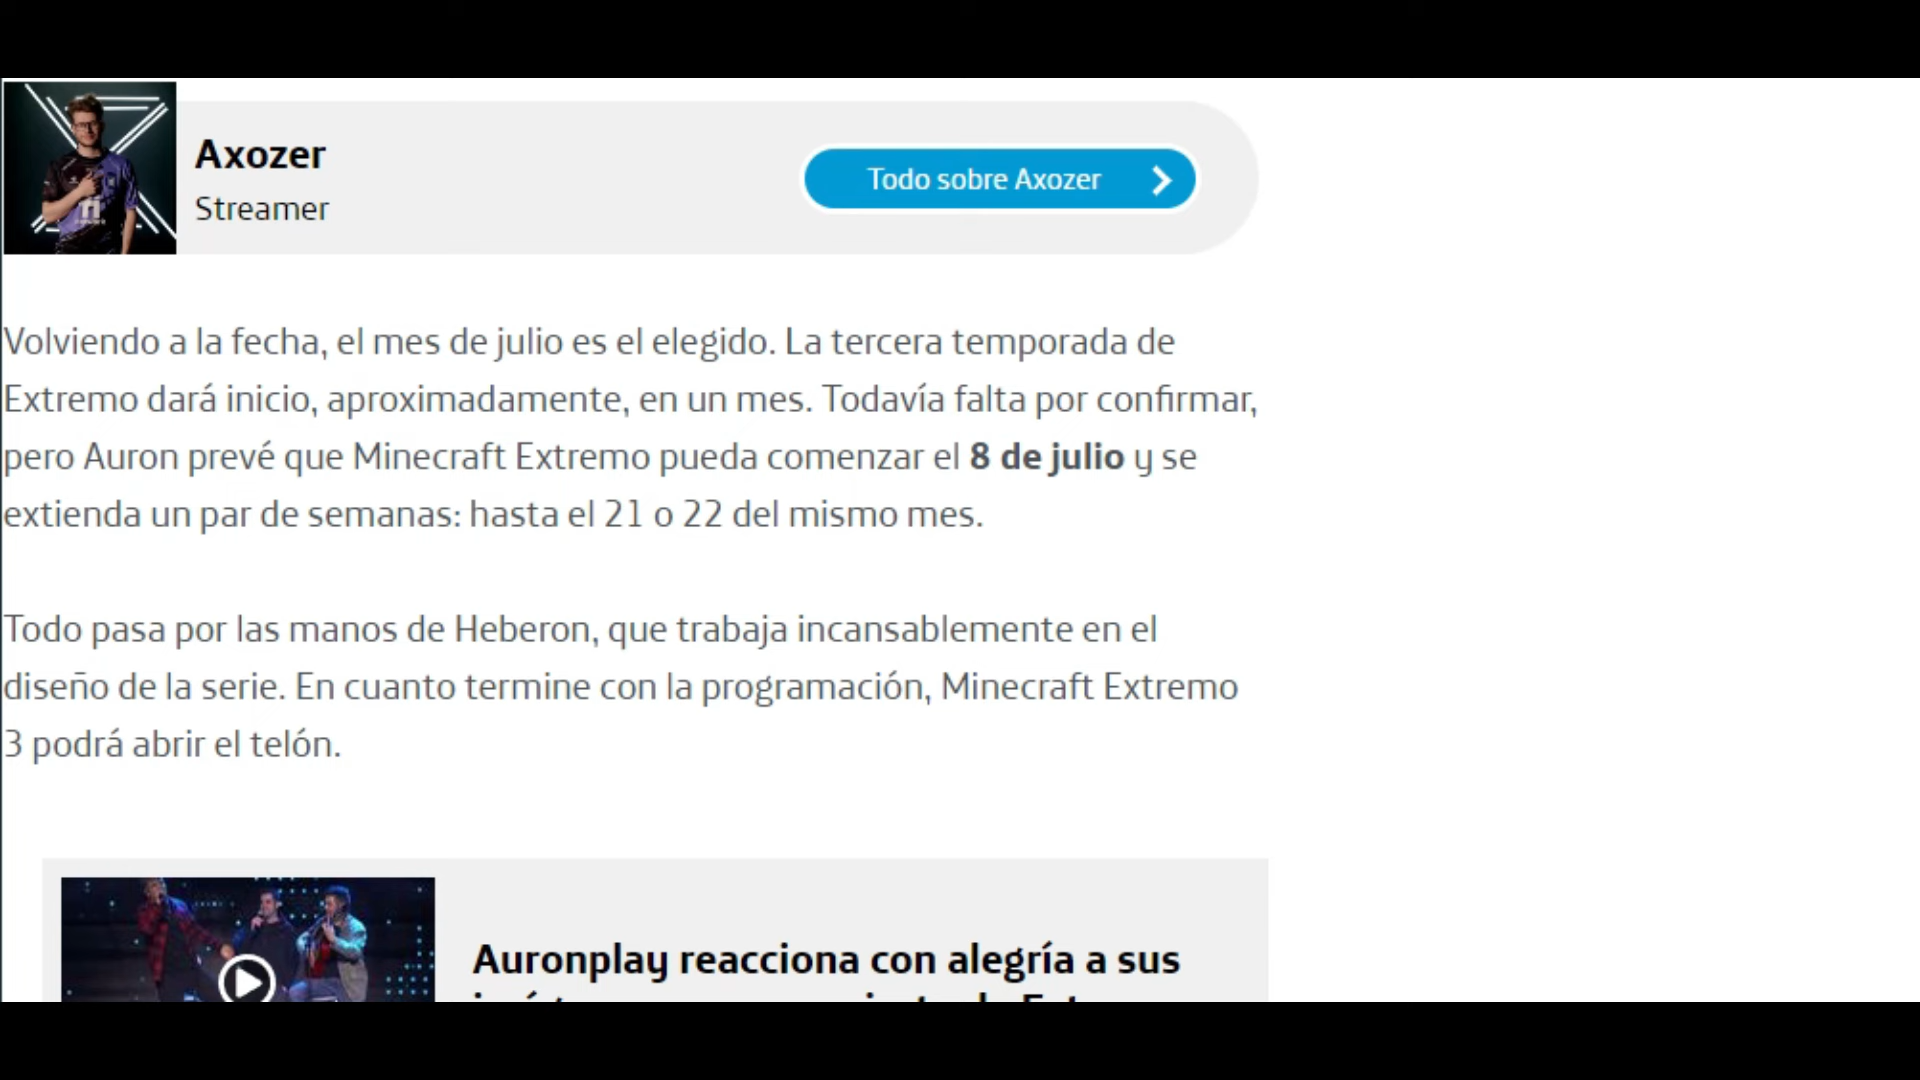 Axozer
Streamer
Todo sobre Axozer
Volviendo a la fecha, el mes de julio es el elegido. La tercera temporada de
Extremo dará inicio, aproximadamente, en un mes. Todavía falta por confirmar,
pero Auron prevé que Minecraft Extremo pueda comenzar el 8 de julio y se
extienda un par de semanas: hasta el 21 o 22 del mismo mes.
Todo pasa por las manos de Heberon, que trabaja incansablemente en el
diseño de la serie. En cuanto termine con la programación, Minecraft Extremo
3 podrá abrir el telón.
Auronplay reacciona con alegría a sus